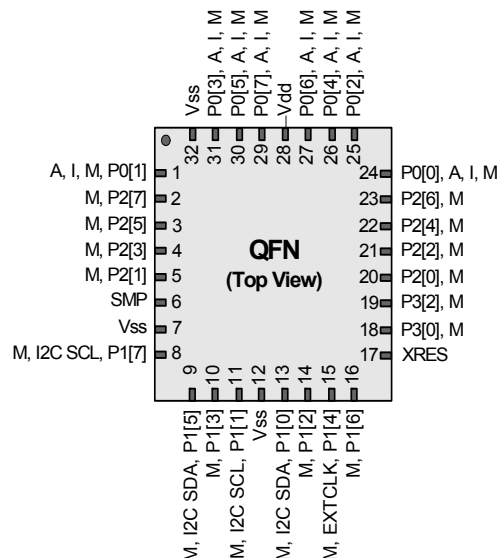 Vss
P0[3], A, I, M
P0[5], A, I, M
P0[7], A, I, M
Vdd
P0[6], A, I, M
P0[4], A, I, M
P0[2], A, I, M
32
31
30
29
28
27
26
25
A, I, M, P0[1] 1
M, P2[7] 2
M, P2[5] 3
M, P2[3] 4
M, P2[1] 5
SMP 6
Vss 7
M, I2C SCL, P1[7] 8
QFN
(Top View)
24 P0[0], A, I, M
23 P2[6], M
22 P2[4], M
21 P2[2], M
20 P2[0], M
19 P3[2], M
18 P3[0], M
17 XRES
9
10
11
12
13
14
15
16
M, I2C SDA, P1[5]
M, P1[3]
M, I2C SCL, P1[1]
Vss
M, I2C SDA, P1[0]
M, P1[2]
M, EXTCLK, P1[4]
M, P1[6]